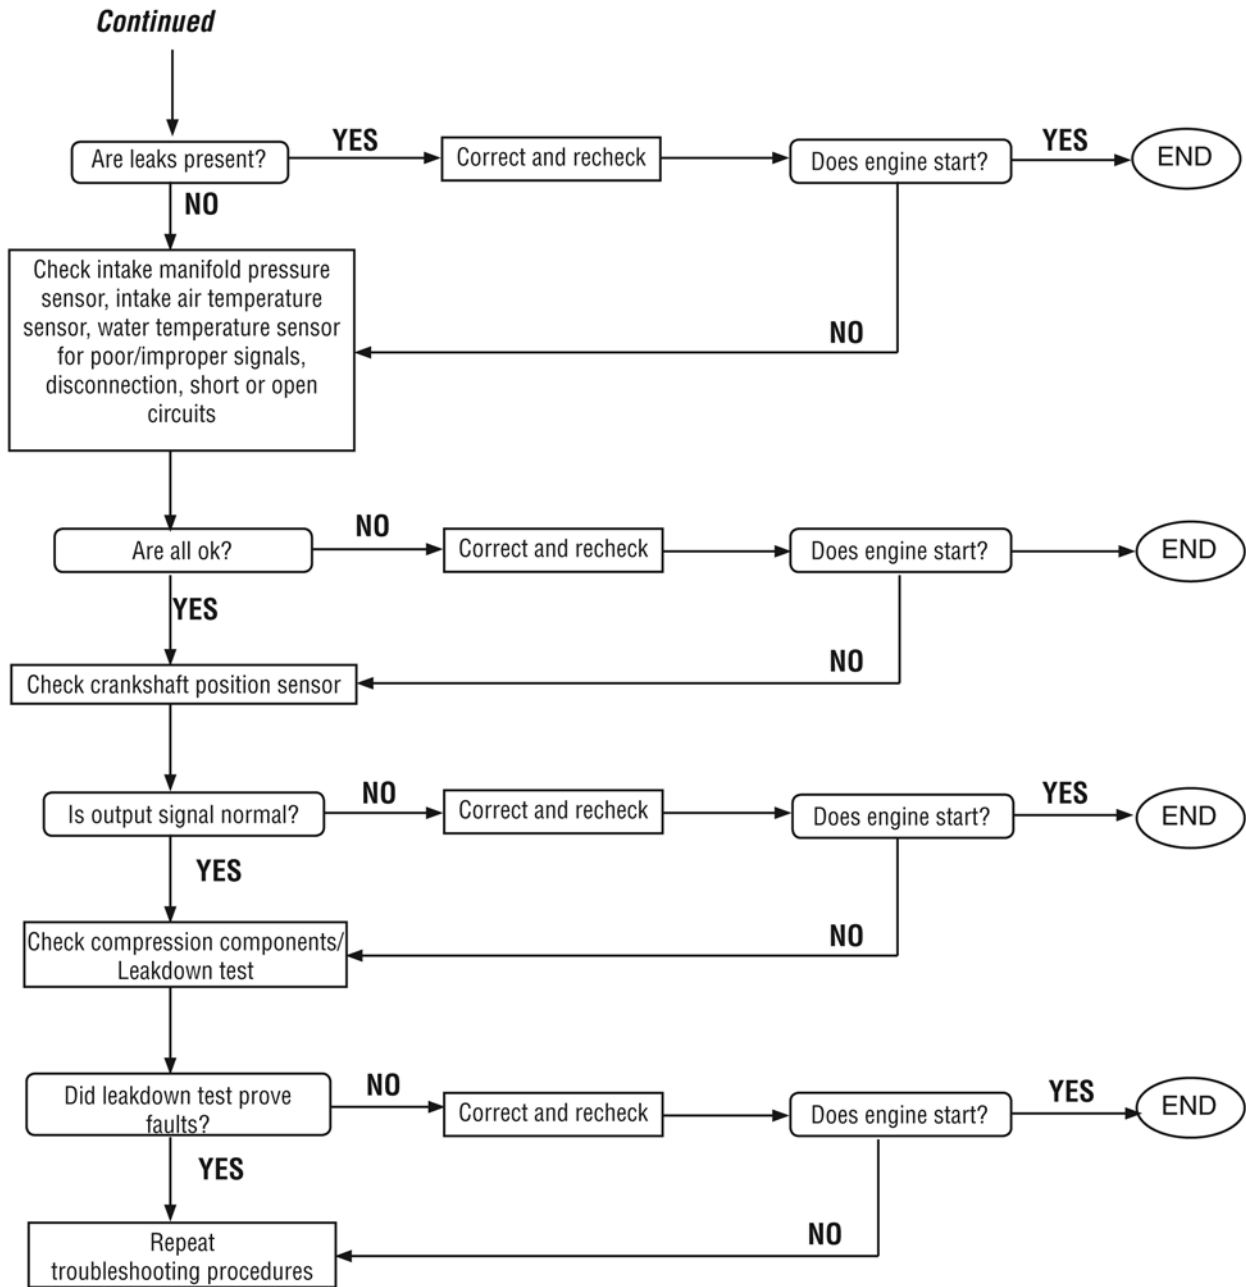 Continued
Are leaks present?
YES
Correct and recheck
Does engine start?
YES
END
NO
Check intake manifold pressure
sensor, intake air temperature
sensor, water temperature sensor
for poor/improper signals,
disconnection, short or open
circuits
NO
Are all ok?
NO
Correct and recheck
Does engine start?
END
YES
NO
Check crankshaft position sensor
Is output signal normal?
NO
Correct and recheck
Does engine start?
YES
END
YES
NO
Check compression components/
Leakdown test
Did leakdown test prove
faults?
NO
Correct and recheck
Does engine start?
YES
END
YES
NO
Repeat
troubleshooting procedures